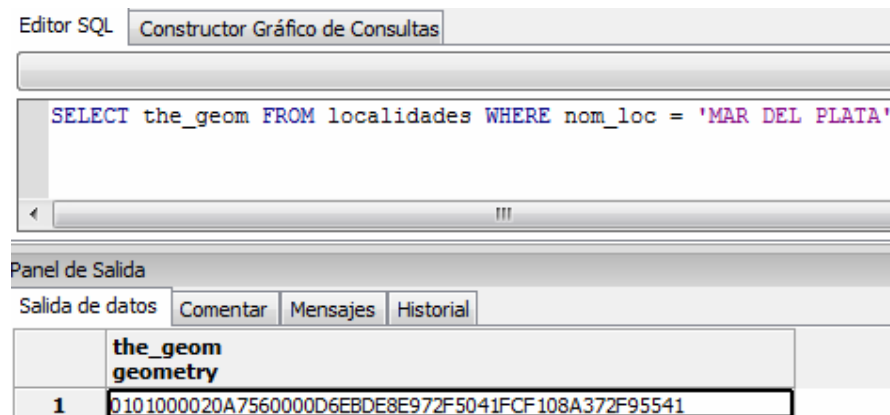 Editor SQL Constructor Gráfico de Consultas
SELECT the_geom FROM localidades WHERE nom_loc = 'MAR DEL PLATA'
Panel de Salida
Salida de datos Comentar Mensajes Historial
the_geom
geometry
1 0101000020A7560000D6EBDE8E972F5041FCF108A372F95541